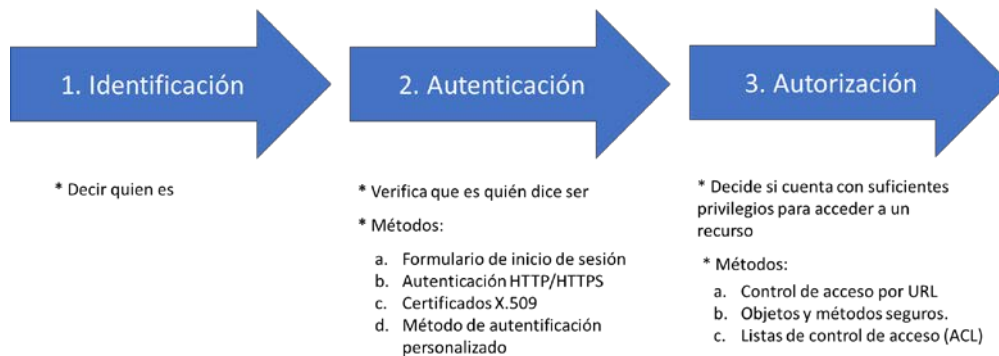 1. Identificación
* Decir quien es
2. Autenticación
* Verifica que es quién dice ser
* Métodos:
a. Formulario de inicio de sesión
b. Autenticación HTTP/HTTPS
c. Certificados X.509
d. Método de autentificación
personalizado
3. Autorización
* Decide si cuenta con suficientes
privilegios para acceder a un
recurso
* Métodos:
a. Control de acceso por URL
b. Objetos y métodos seguros.
c. Listas de control de acceso (ACL)